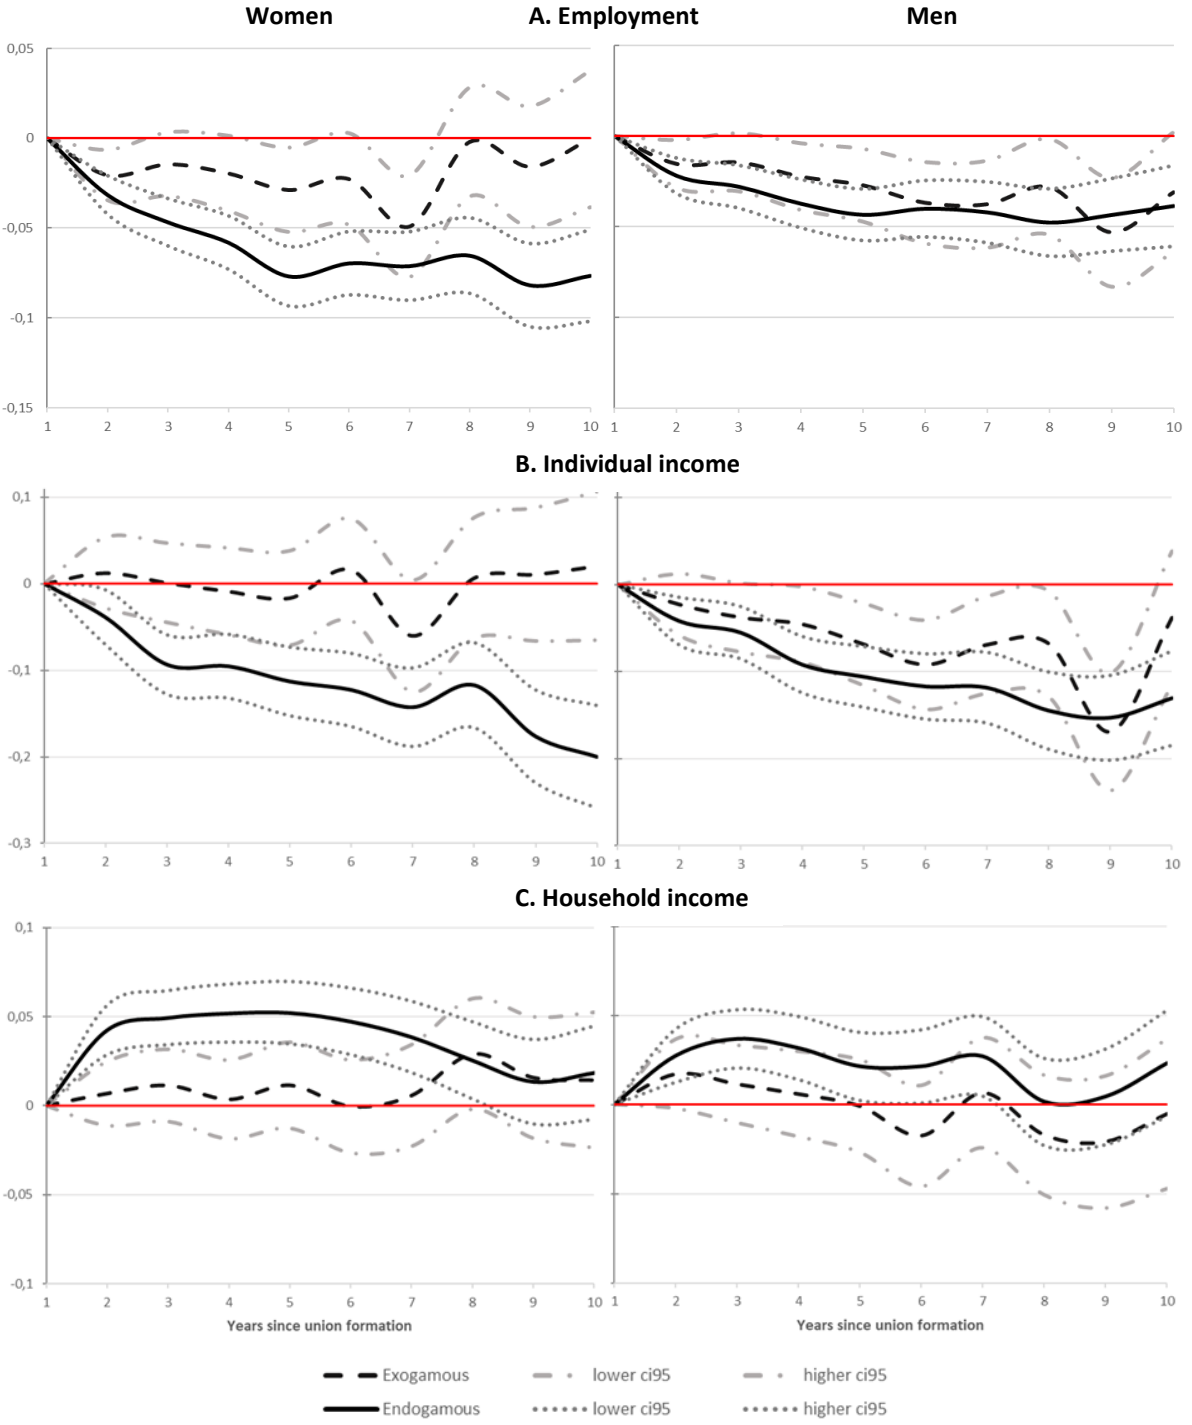 Women A. Employment Men
0,05
0
-0,05
-0,1
-0,15
1 2 3 4 5 6 7 8 9 10
1 2 3 4 5 6 7 8 9 10
B. Individual income
0,1
0
-0,1
-0,2
-0,3
1 2 3 4 5 6 7 8 9 10
1 2 3 4 5 6 7 8 9 10
C. Household income
0,1
0,05
0
-0,05
-0,1
1 2 3 4 5 6 7 8 9 10
1 2 3 4 5 6 7 8 9 10
Years since union formation Years since union formation
Exogamous lower ci95 higher ci95
Endogamous lower ci95 higher ci95